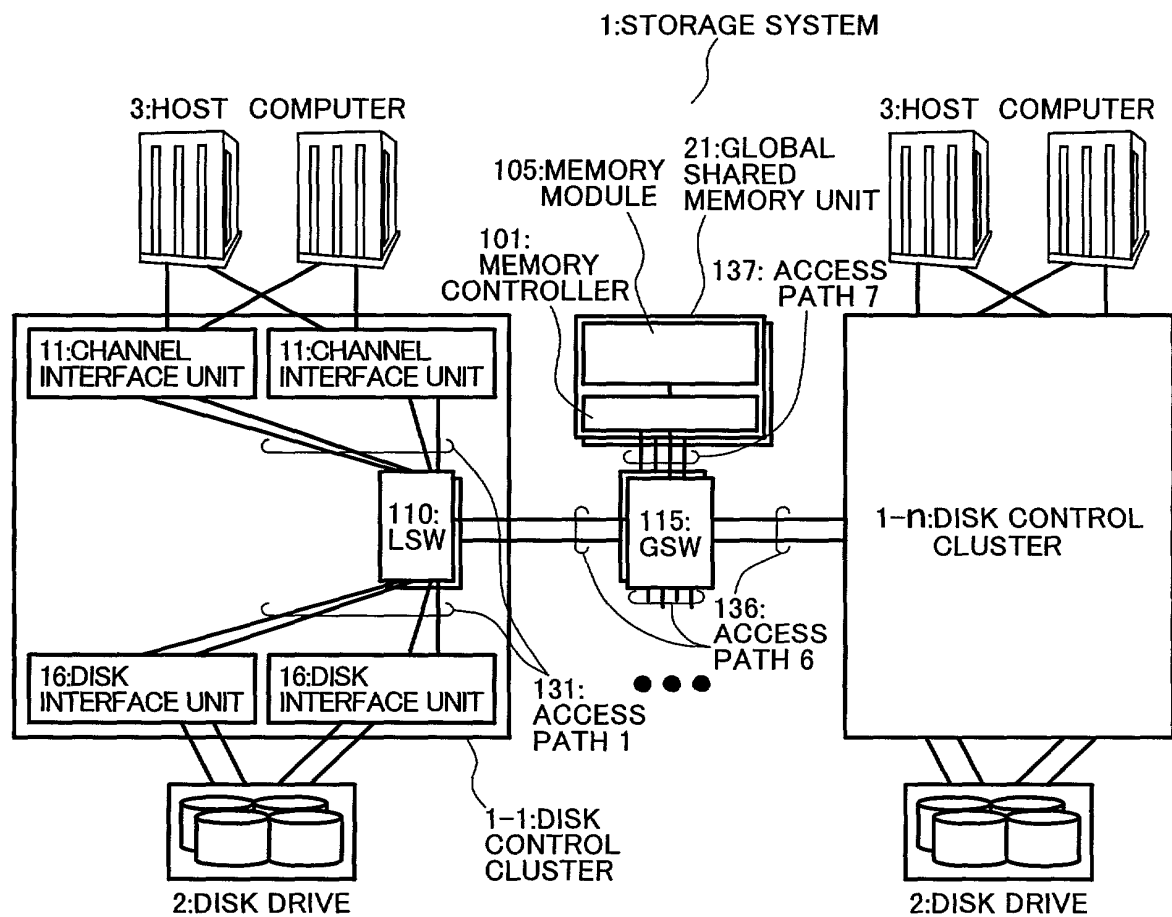 1:STORAGE SYSTEM
3:HOST COMPUTER
3:HOST COMPUTER
105:MEMORY
MODULE
21:GLOBAL
SHARED
MEMORY UNIT
101:
MEMORY
CONTROLLER
137: ACCESS
PATH 7
11:CHANNEL
INTERFACE UNIT
11:CHANNEL
INTERFACE UNIT
110:
LSW
115:
GSW
1-n:DISK CONTROL
CLUSTER
136:
ACCESS
PATH 6
16:DISK
INTERFACE UNIT
16:DISK
INTERFACE UNIT
131:
ACCESS
PATH 1
1-1:DISK
CONTROL
CLUSTER
2:DISK DRIVE
2:DISK DRIVE